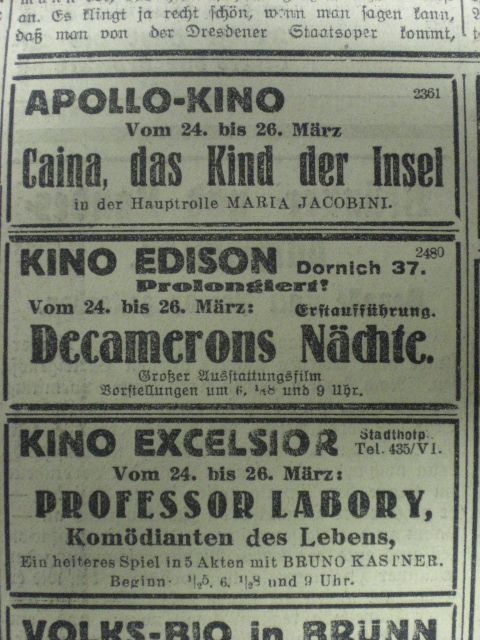 an. Es klingt ja recht schön, wenn man sagen kann,
daß man von der Dresdener Staatsoper kommt,
APOLLO-KINO 2361
Vom 24. bis 26. März
Caina, das Kind der Insel
in der Hauptrolle MARIA JACOBINI.
KINO EDISON Dornich 37. 2480
Prolongiert!
Vom 24. bis 26. März: Erstaufführung.
Decamerons Nächte.
Großer Ausstattungsfilm
Vorstellungen um 6, ½8 und 9 Uhr.
KINO EXCELSIOR Stadthotp.
Tel. 435/VI.
Vom 24. bis 26. März:
PROFESSOR LABORY,
Komödianten des Lebens,
Ein heiteres Spiel in 5 Akten mit BRUNO KASTNER.
Beginn: ½5, 6, ½8 und 9 Uhr.
VOLKS-BIO in BRÜNN